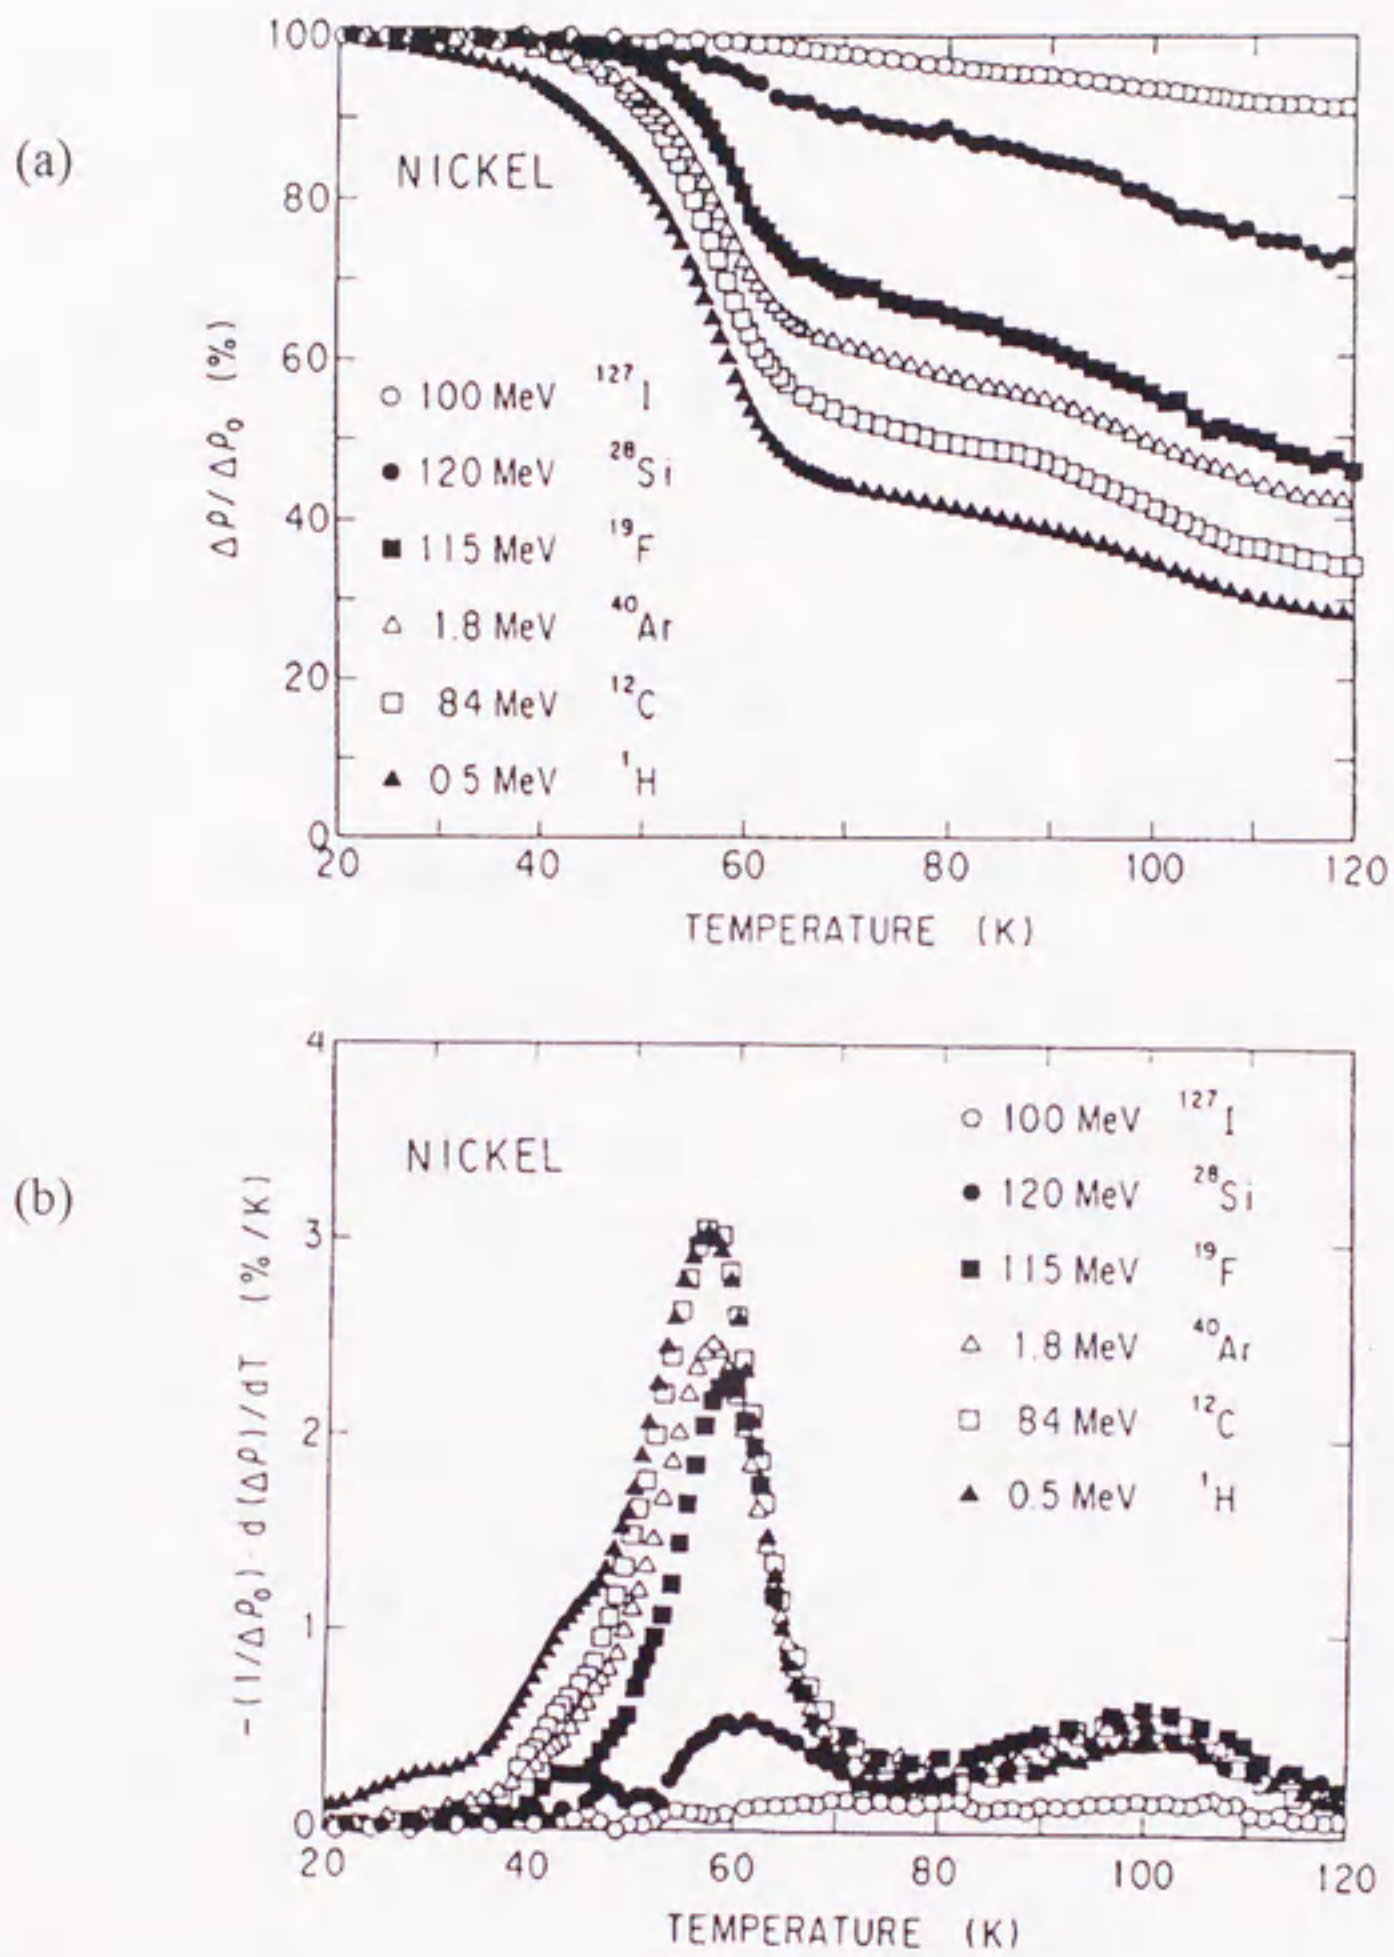 (a)
NICKEL
Δρ/Δρ₀ (%)
100
80
60
40
20
0
○ 100 MeV ¹²⁷I
● 120 MeV ²⁸Si
■ 115 MeV ¹⁹F
△ 1.8 MeV ⁴⁰Ar
□ 84 MeV ¹²C
▲ 0.5 MeV ¹H
20 40 60 80 100 120
TEMPERATURE (K)
(b)
NICKEL
-(1/Δρ₀)·d(Δρ)/dT (%/K)
4
3
2
1
0
○ 100 MeV ¹²⁷I
● 120 MeV ²⁸Si
■ 115 MeV ¹⁹F
△ 1.8 MeV ⁴⁰Ar
□ 84 MeV ¹²C
▲ 0.5 MeV ¹H
20 40 60 80 100 120
TEMPERATURE (K)